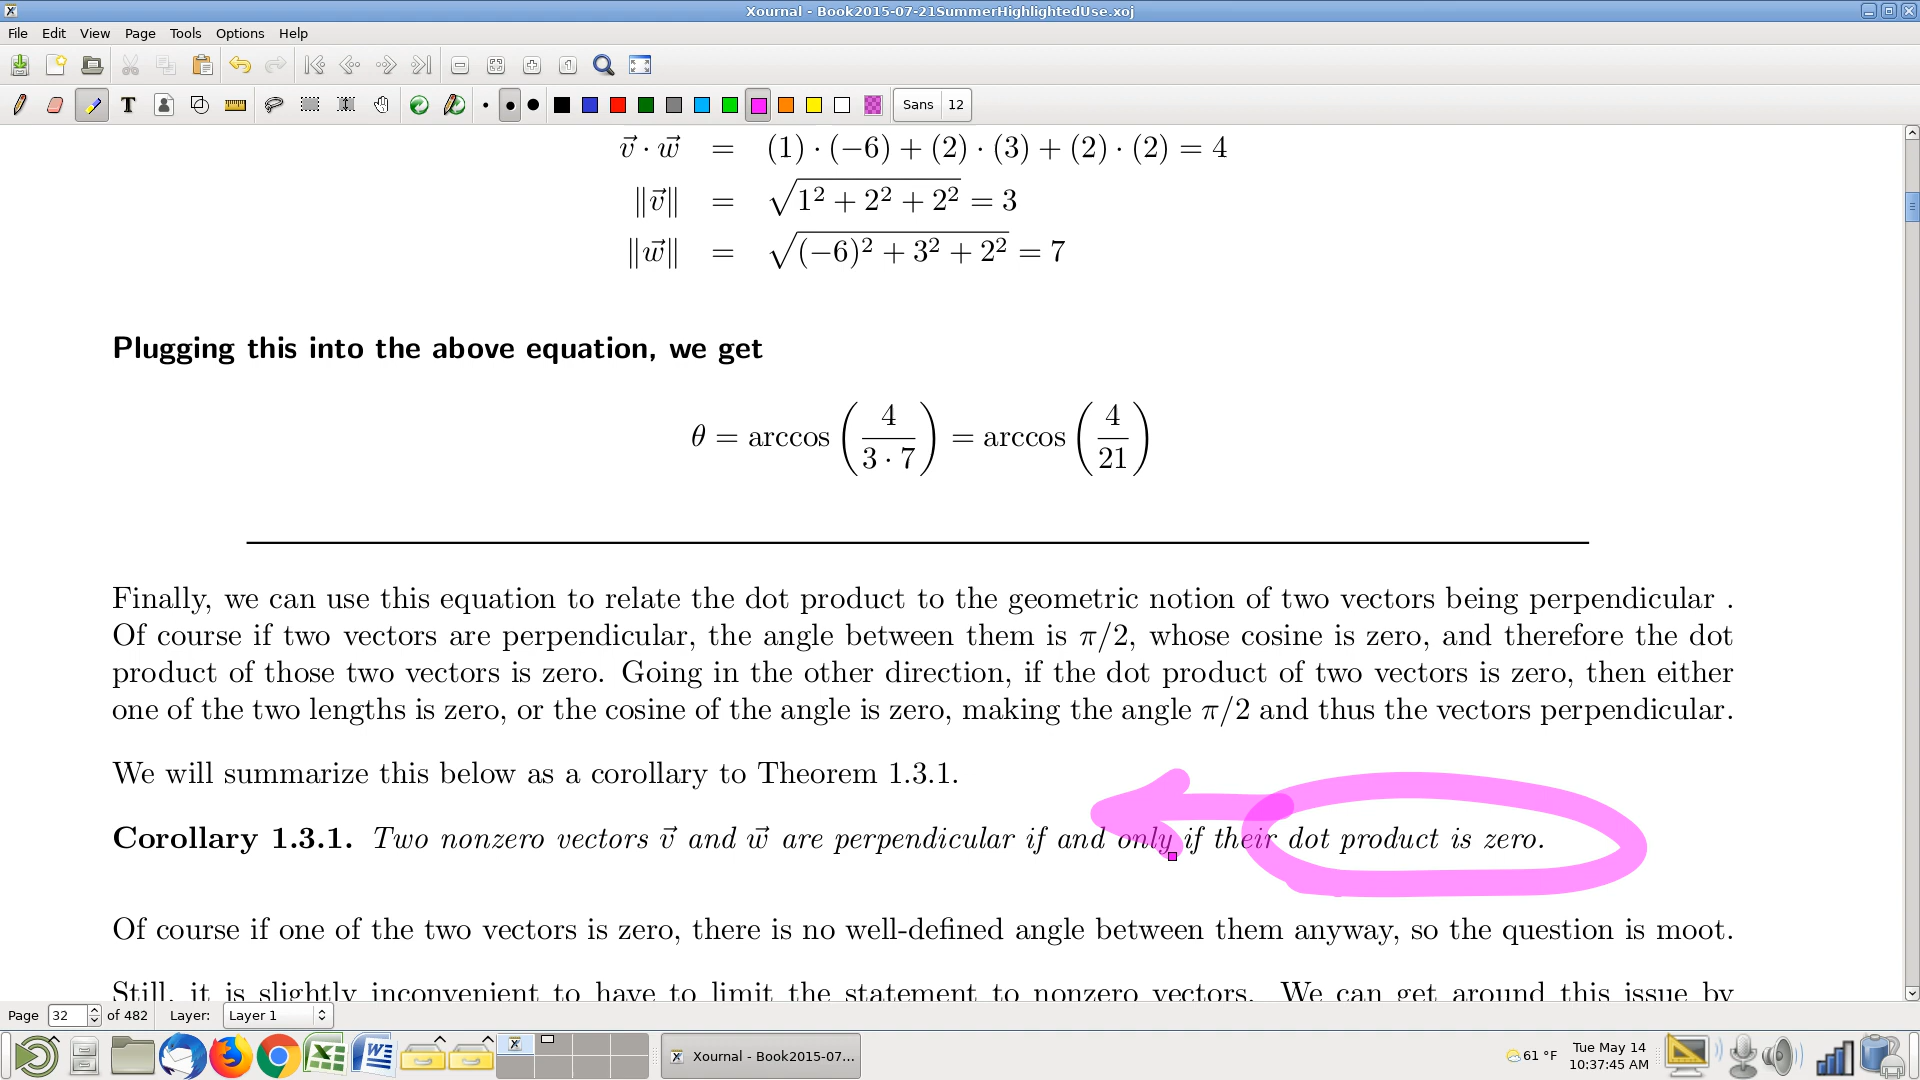 Xournal - Book2015-07-21SummerHighlightedUse.xoj
File Edit View Page Tools Options Help
Sans 12
v⃗ · w⃗ = (1) · (−6) + (2) · (3) + (2) · (2) = 4
‖v⃗‖ = √(1² + 2² + 2²) = 3
‖w⃗‖ = √((−6)² + 3² + 2²) = 7
Plugging this into the above equation, we get
θ = arccos (4 / 3 · 7) = arccos (4 / 21)
Finally, we can use this equation to relate the dot product to the geometric notion of two vectors being perpendicular .
Of course if two vectors are perpendicular, the angle between them is π/2, whose cosine is zero, and therefore the dot
product of those two vectors is zero. Going in the other direction, if the dot product of two vectors is zero, then either
one of the two lengths is zero, or the cosine of the angle is zero, making the angle π/2 and thus the vectors perpendicular.
We will summarize this below as a corollary to Theorem 1.3.1.
Corollary 1.3.1. Two nonzero vectors v⃗ and w⃗ are perpendicular if and only if their dot product is zero.
Of course if one of the two vectors is zero, there is no well-defined angle between them anyway, so the question is moot.
Still, it is slightly inconvenient to have to limit the statement to nonzero vectors. We can get around this issue by
Page 32 of 482 Layer: Layer 1
Xournal - Book2015-07...
61 °F
Tue May 14
10:37:45 AM